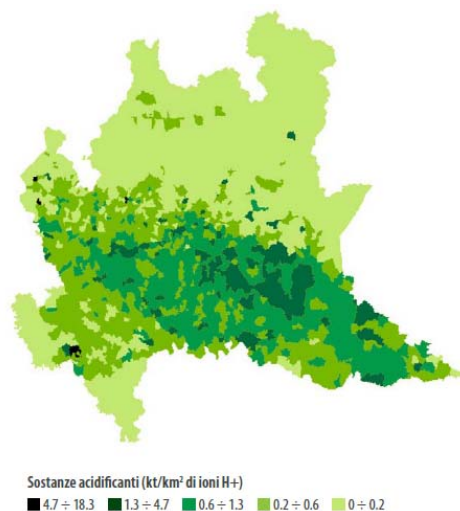 Sostanze acidificanti (kt/km² di ioni H+)
4.7 ÷ 18.3 1.3 ÷ 4.7 0.6 ÷ 1.3 0.2 ÷ 0.6 0 ÷ 0.2